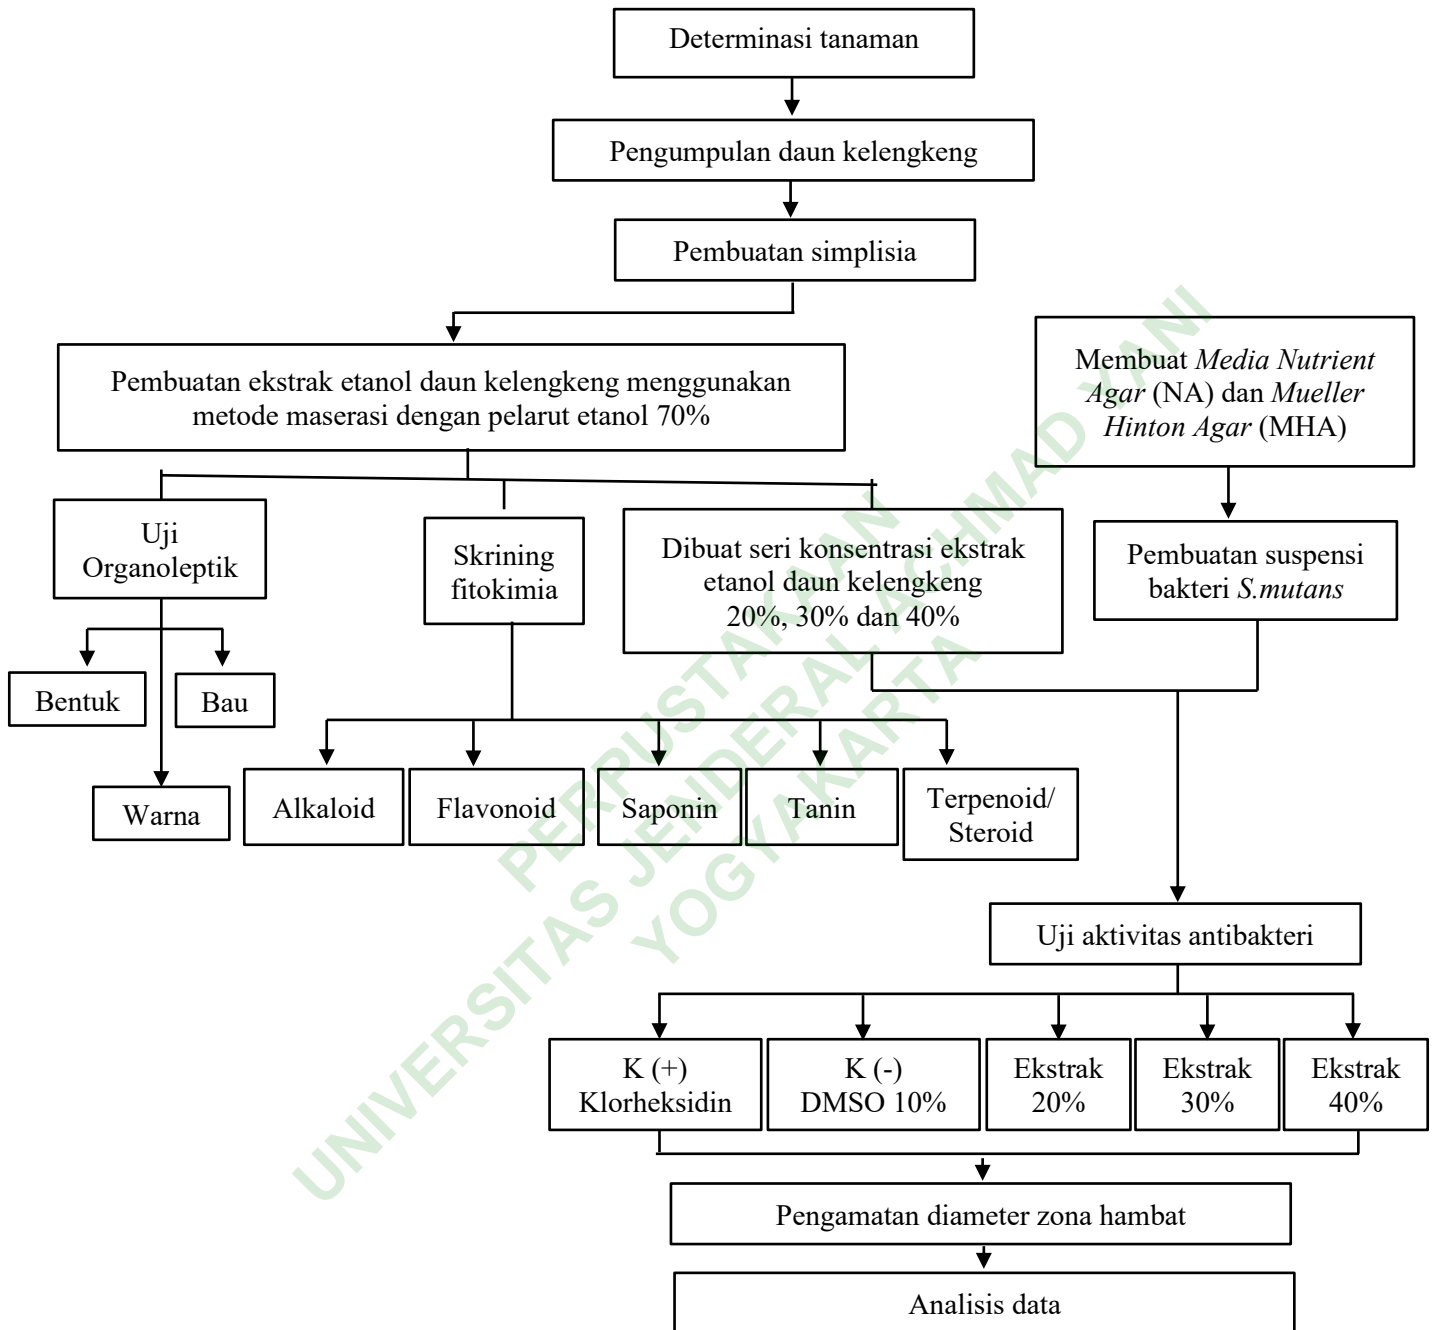 Determinasi tanaman
Pengumpulan daun kelengkeng
Pembuatan simplisia
Pembuatan ekstrak etanol daun kelengkeng menggunakan
metode maserasi dengan pelarut etanol 70%
Membuat Media Nutrient
Agar (NA) dan Mueller
Hinton Agar (MHA)
Uji
Organoleptik
Skrining
fitokimia
Dibuat seri konsentrasi ekstrak
etanol daun kelengkeng
20%, 30% dan 40%
Pembuatan suspensi
bakteri S.mutans
Bentuk
Bau
Warna
Alkaloid
Flavonoid
Saponin
Tanin
Terpenoid/
Steroid
Uji aktivitas antibakteri
K (+)
Klorheksidin
K (-)
DMSO 10%
Ekstrak
20%
Ekstrak
30%
Ekstrak
40%
Pengamatan diameter zona hambat
Analisis data
PERPUSTAKAAN
UNIVERSITAS JENDERAL ACHMAD YANI
YOGYAKARTA